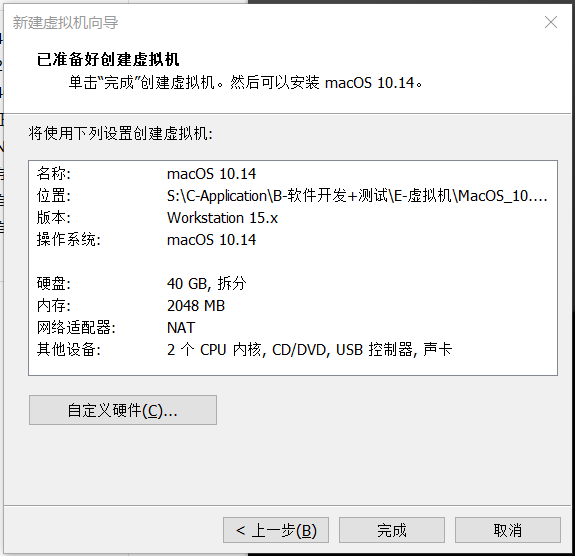 新建虚拟机向导
已准备好创建虚拟机
单击“完成”创建虚拟机。然后可以安装 macOS 10.14。
将使用下列设置创建虚拟机:
名称: macOS 10.14
位置: S:\C-Application\B-软件开发+测试\E-虚拟机\MacOS_10....
版本: Workstation 15.x
操作系统: macOS 10.14
硬盘: 40 GB, 拆分
内存: 2048 MB
网络适配器: NAT
其他设备: 2 个 CPU 内核, CD/DVD, USB 控制器, 声卡
自定义硬件(C)...
< 上一步(B)
完成
取消